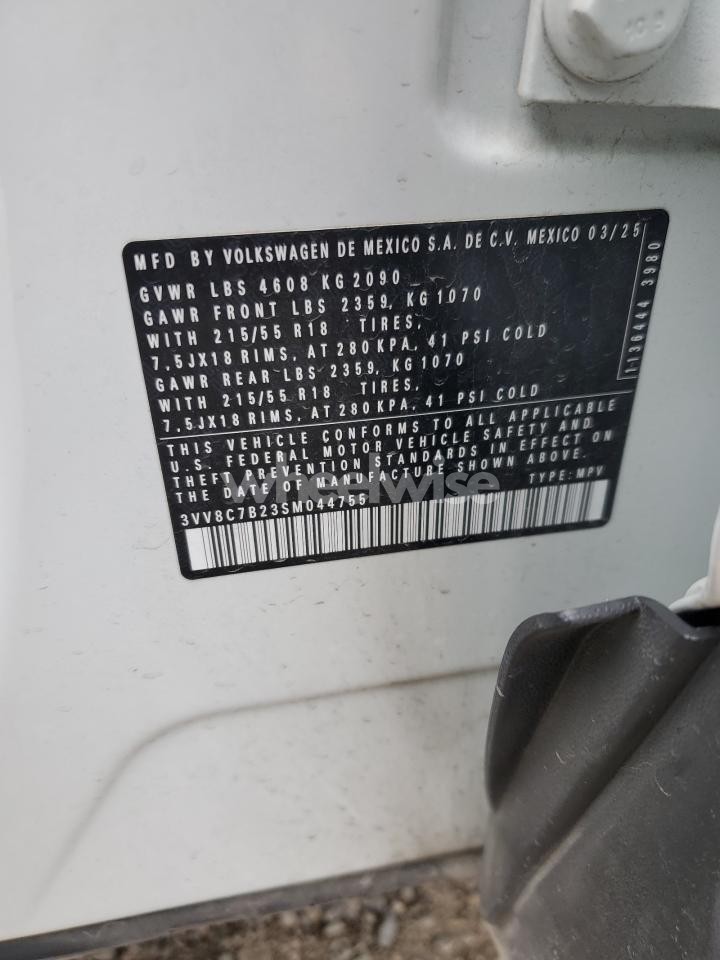 MFD BY VOLKSWAGEN DE MEXICO S.A. DE C.V. MEXICO 03/25
GVWR LBS 4608 KG 2090
GAWR FRONT LBS 2359, KG 1070
WITH 215/55 R18 TIRES,
7,5JX18 RIMS, AT 280 KPA, 41 PSI COLD
GAWR REAR LBS 2359, KG 1070
WITH 215/55 R18 TIRES,
7,5JX18 RIMS, AT 280 KPA, 41 PSI COLD
THIS VEHICLE CONFORMS TO ALL APPLICABLE
U.S. FEDERAL MOTOR VEHICLE SAFETY AND
THEFT PREVENTION STANDARDS IN EFFECT ON
THE DATE OF MANUFACTURE SHOWN ABOVE.
3VV8C7B23SM044755 TYPE:MPV
1136444 3980
wheelwise